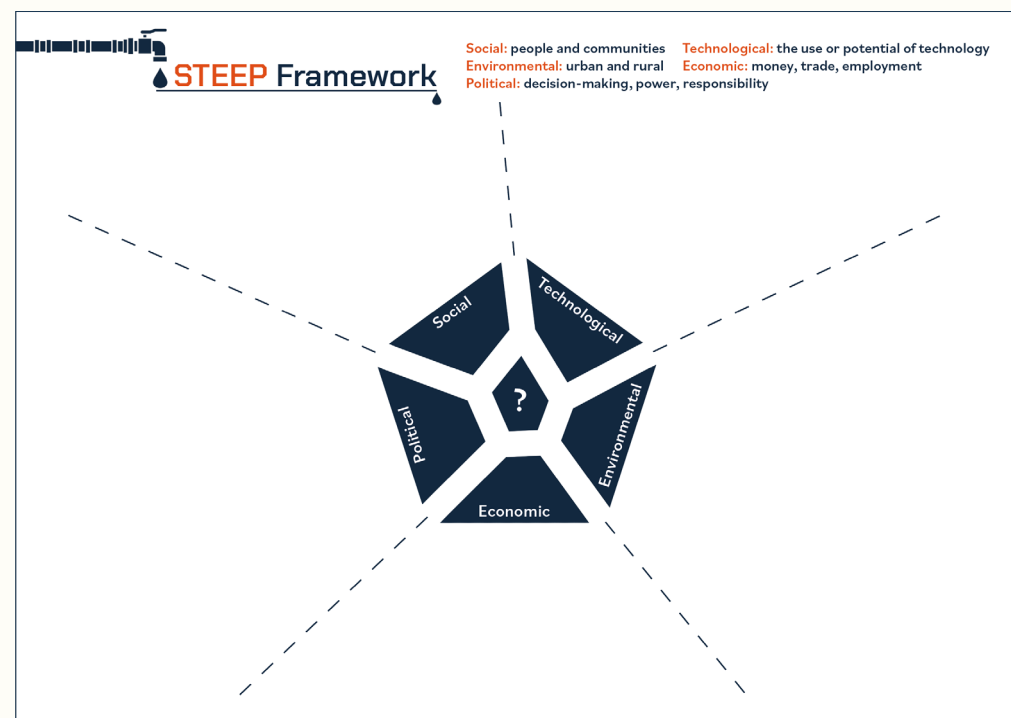 STEEP Framework
Social: people and communities Technological: the use or potential of technology
Environmental: urban and rural Economic: money, trade, employment
Political: decision-making, power, responsibility
Social
Technological
?
Political
Environmental
Economic